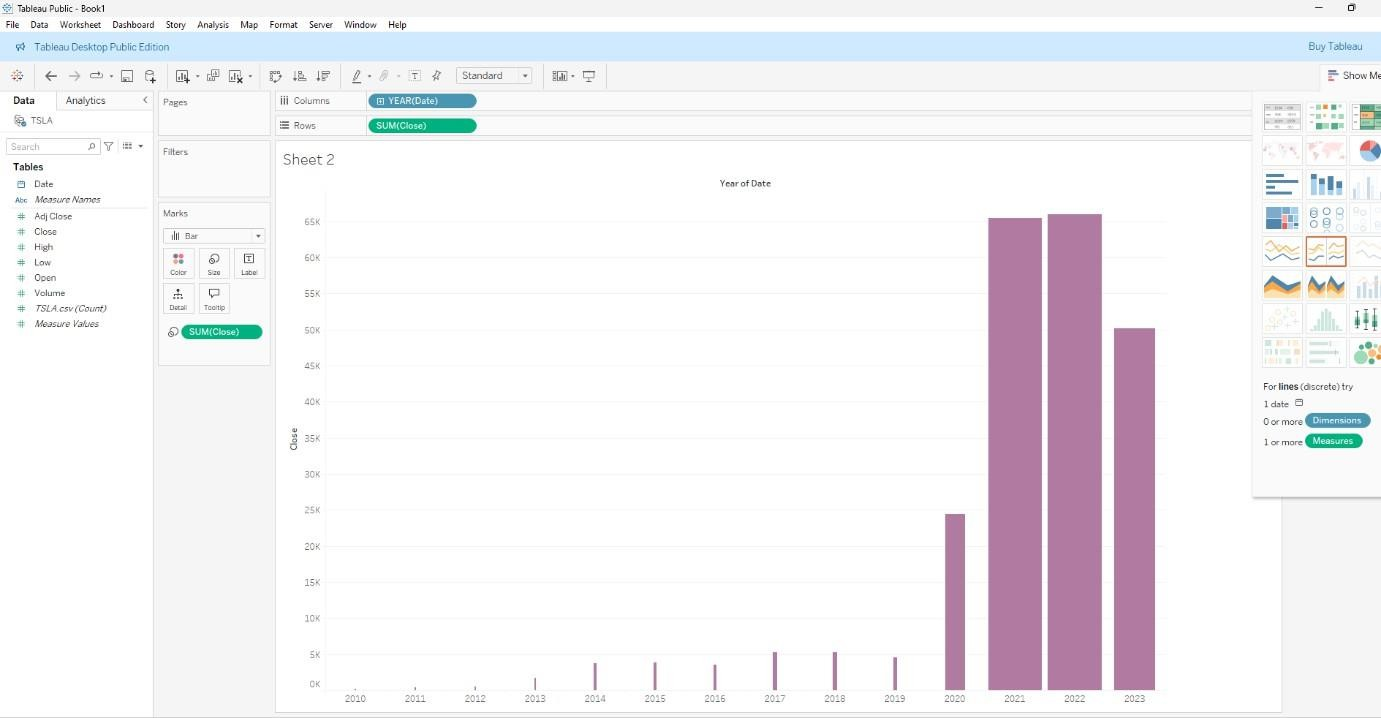 Tableau Public - Book1
File Data Worksheet Dashboard Story Analysis Map Format Server Window Help
Tableau Desktop Public Edition
Buy Tableau
Standard
Show Me
Data
Analytics
TSLA
Search
Tables
Date
Abc Measure Names
Adj Close
Close
High
Low
Open
Volume
TSLA.csv (Count)
Measure Values
Pages
Filters
Marks
Bar
Color
Size
Label
Detail
Tooltip
SUM(Close)
Columns
YEAR(Date)
Rows
SUM(Close)
Sheet 2
Year of Date
65K
60K
55K
50K
45K
40K
35K
30K
25K
20K
15K
10K
5K
0K
Close
2010 2011 2012 2013 2014 2015 2016 2017 2018 2019 2020 2021 2022 2023
For lines (discrete) try
1 date
0 or more Dimensions
1 or more Measures